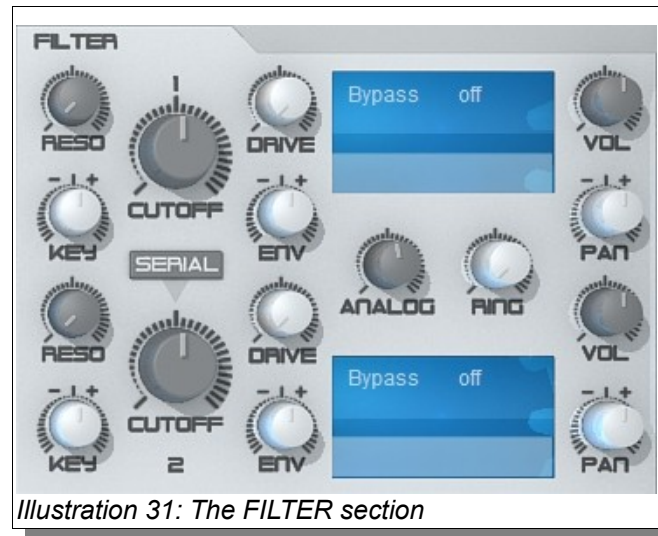 FILTER
1
RESO
DRIVE
Bypass off
VOL
CUTOFF
- I +
- I +
- I +
KEY
ENV
PAN
SERIAL
ANALOG
RING
RESO
DRIVE
VOL
Bypass off
- I +
- I +
- I +
CUTOFF
KEY
2
ENV
PAN
Illustration 31: The FILTER section